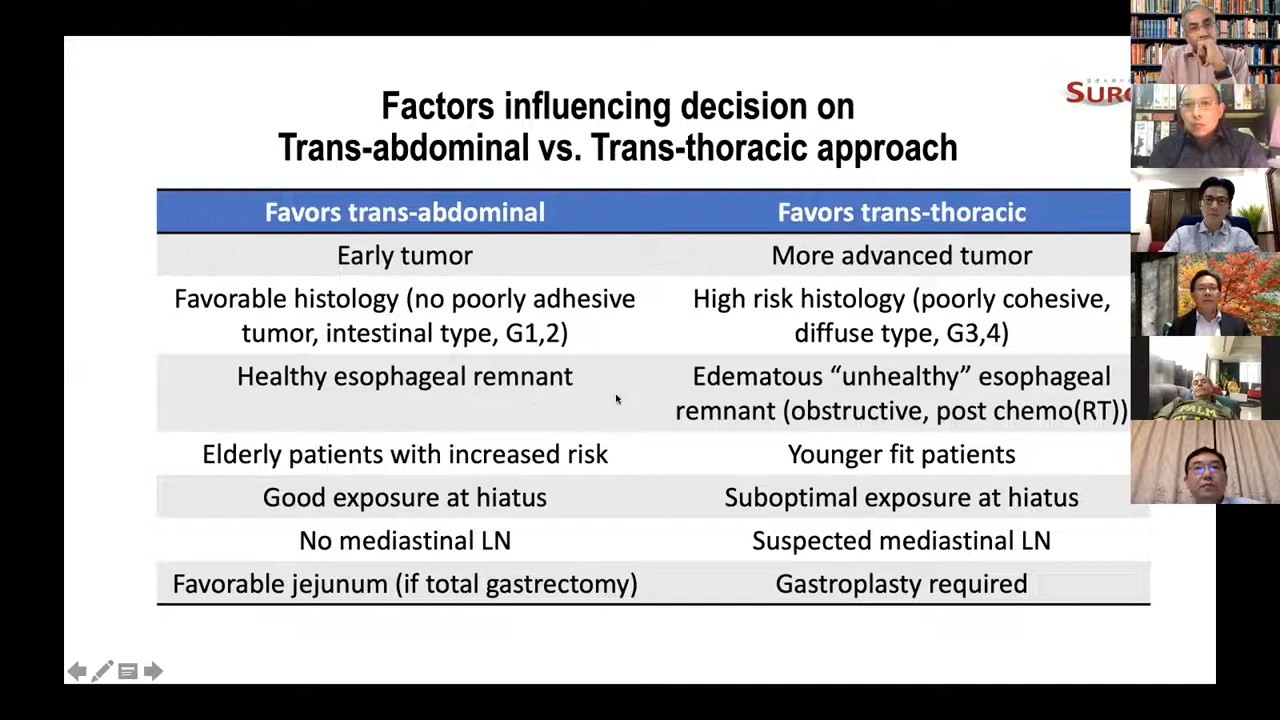 Factors influencing decision on
Trans-abdominal vs. Trans-thoracic approach
Favors trans-abdominal
Favors trans-thoracic
Early tumor
More advanced tumor
Favorable histology (no poorly adhesive
tumor, intestinal type, G1,2)
High risk histology (poorly cohesive,
diffuse type, G3,4)
Healthy esophageal remnant
Edematous “unhealthy” esophageal
remnant (obstructive, post chemo(RT))
Elderly patients with increased risk
Younger fit patients
Good exposure at hiatus
Suboptimal exposure at hiatus
No mediastinal LN
Suspected mediastinal LN
Favorable jejunum (if total gastrectomy)
Gastroplasty required